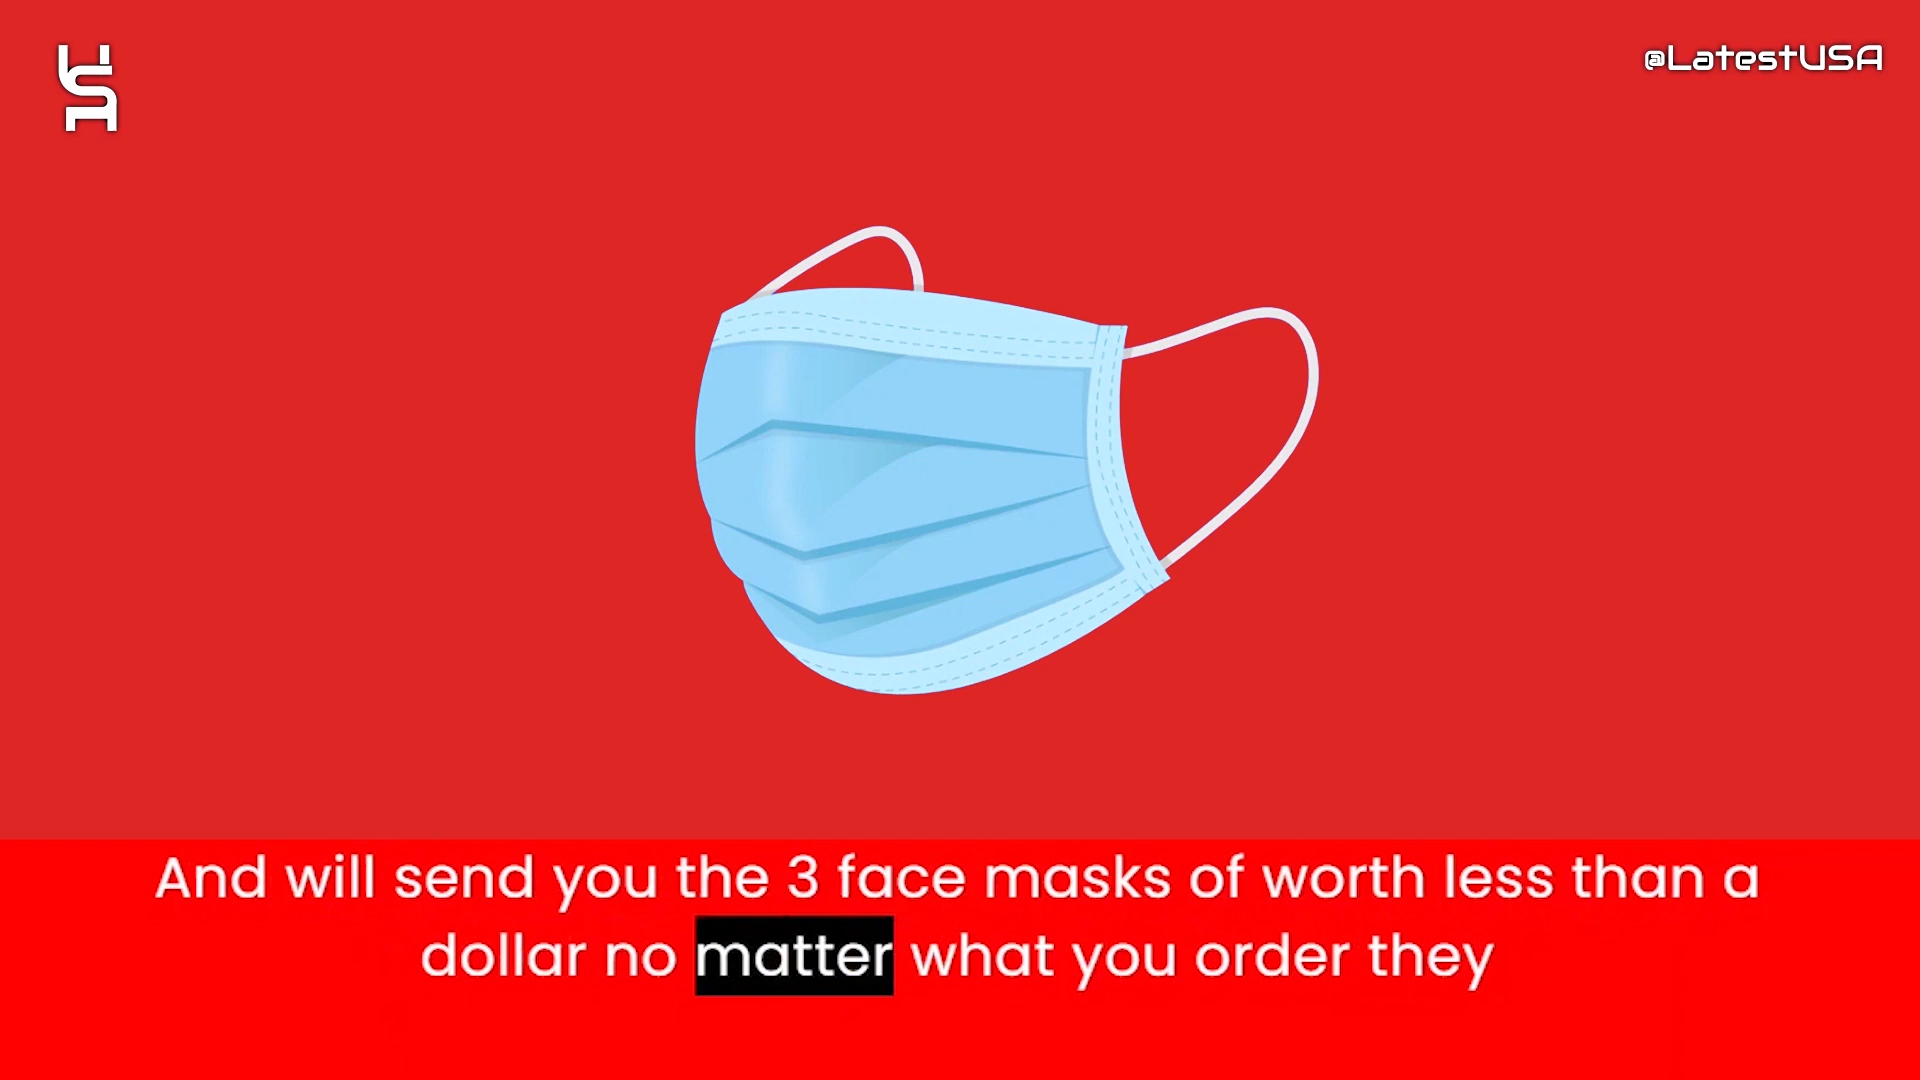 USA
@LatestUSA
And will send you the 3 face masks of worth less than a
dollar no matter what you order they